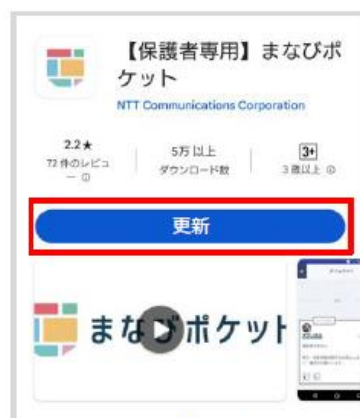 【保護者専用】まなびポ
ケット
NTT Communications Corporation
2.2★
72 件のレビュ
ー
5万 以上
ダウンロード数
3+
3 歳以上
更新
まなびポケット